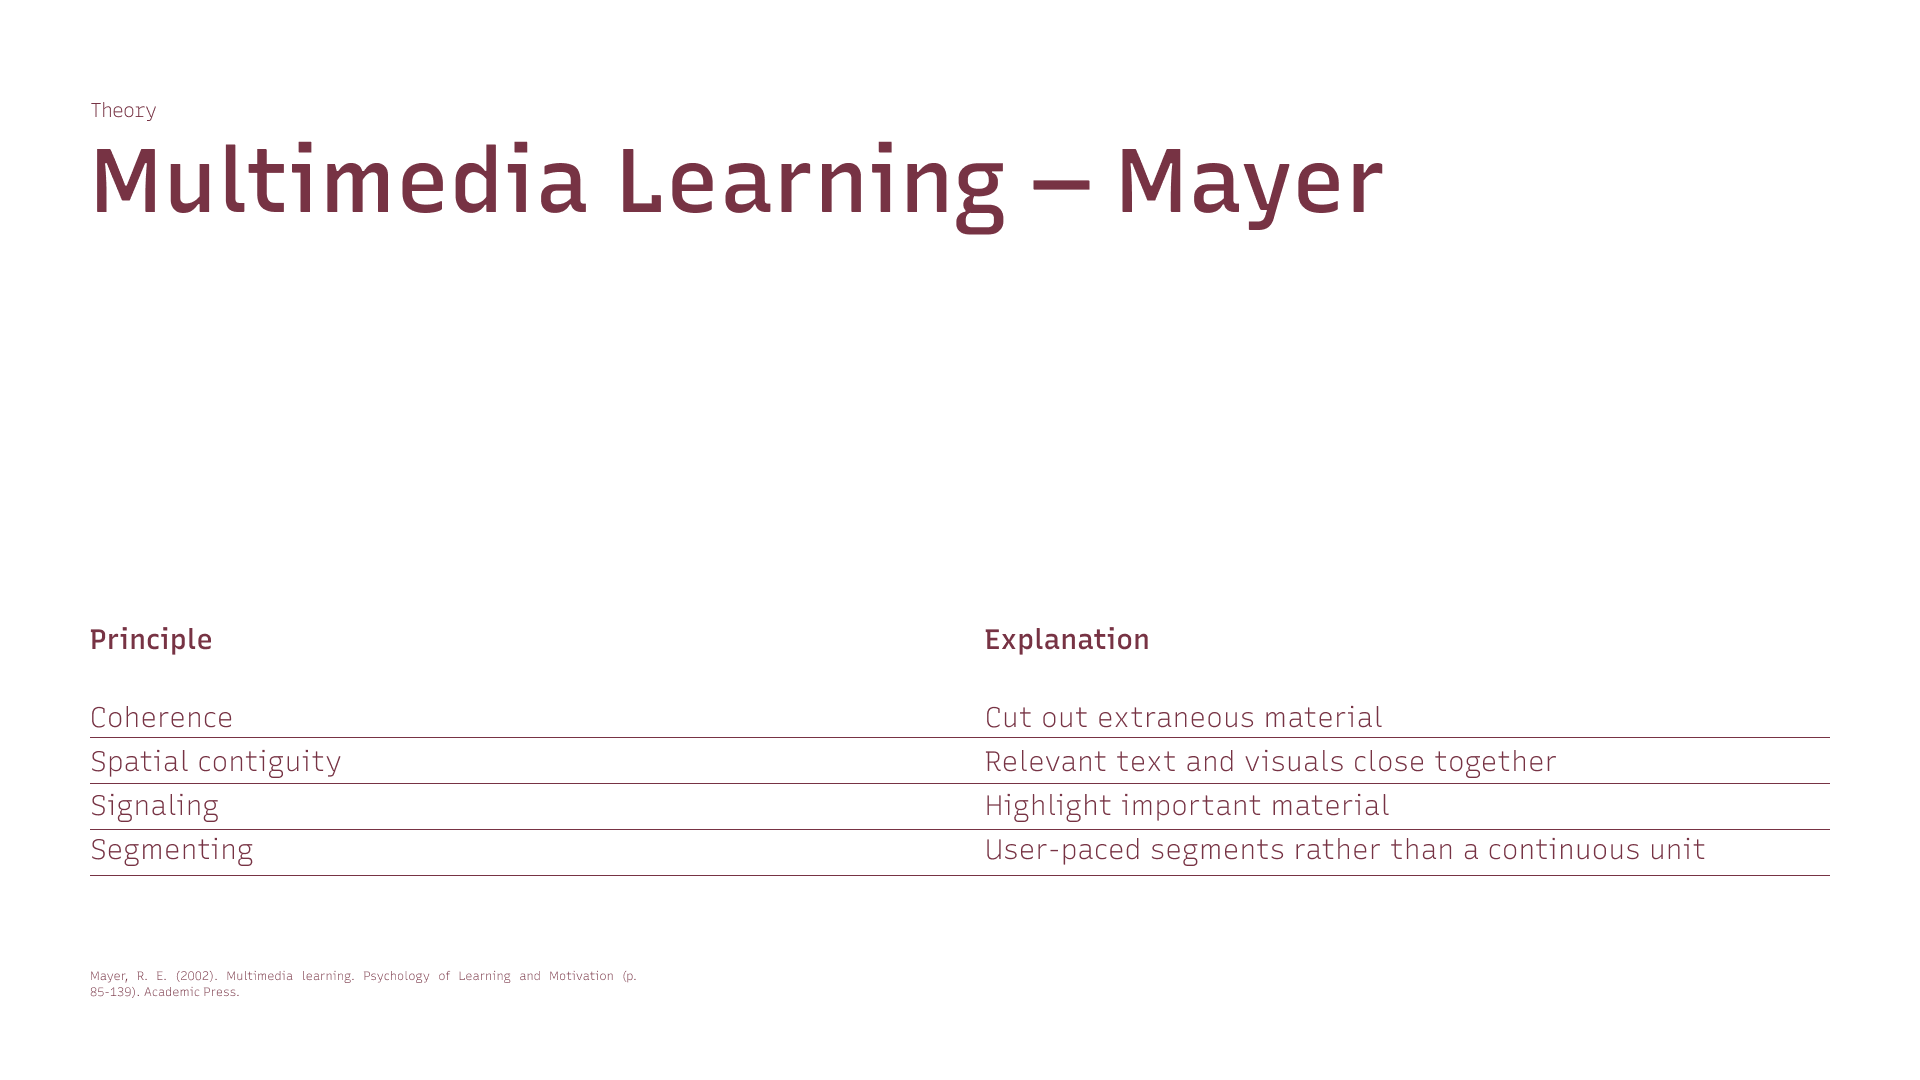 Theory
Multimedia Learning — Mayer
Principle Explanation
Coherence Cut out extraneous material
Spatial contiguity Relevant text and visuals close together
Signaling Highlight important material
Segmenting User-paced segments rather than a continuous unit
Mayer, R. E. (2002). Multimedia learning. Psychology of Learning and Motivation (p.
85-139). Academic Press.